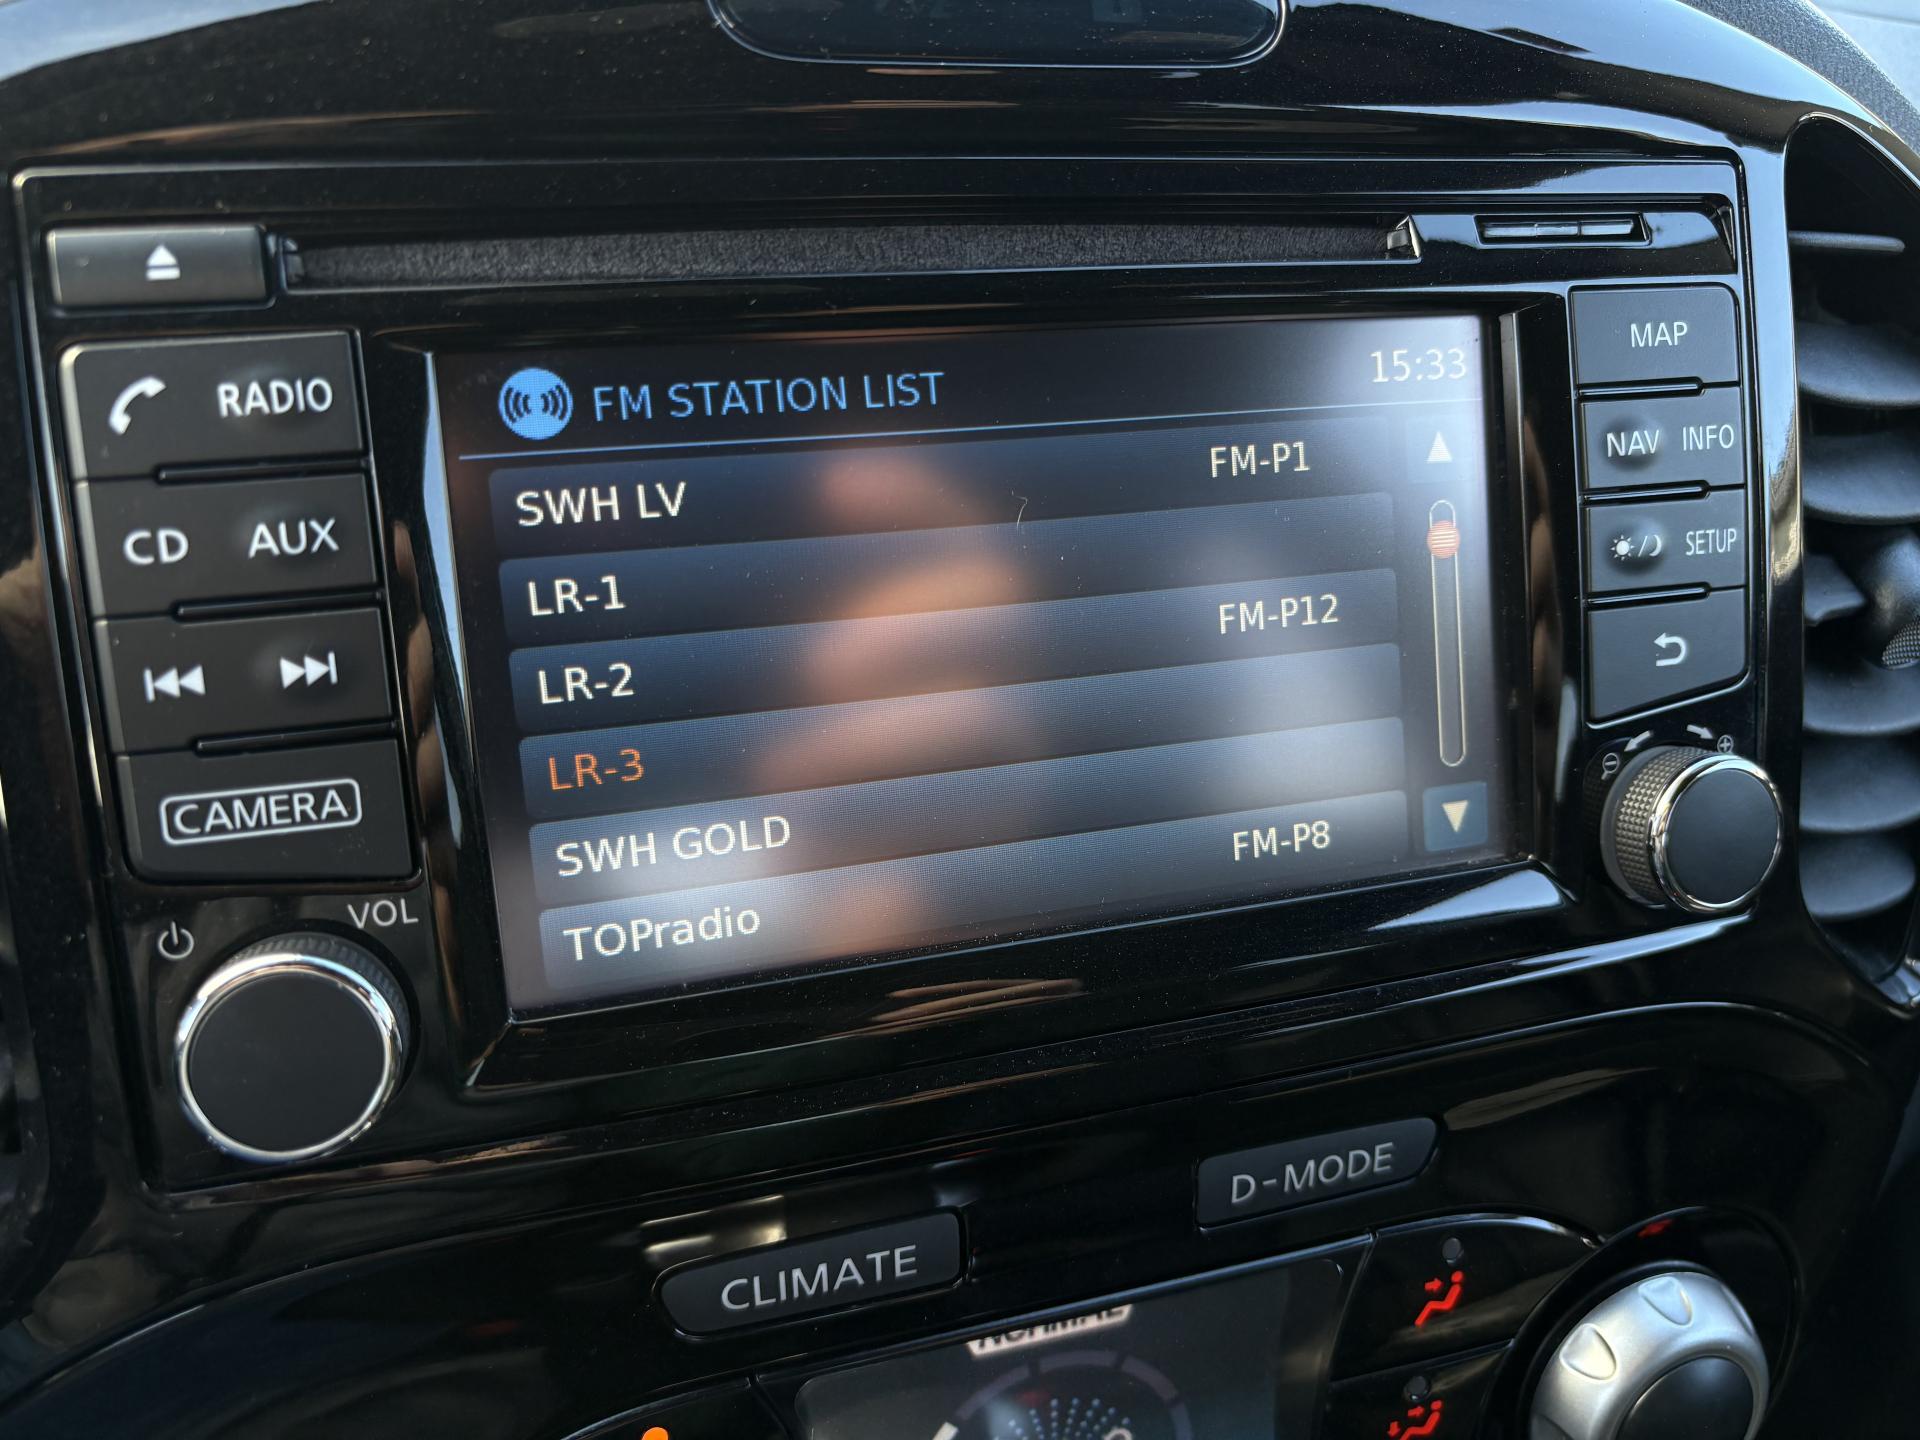 FM STATION LIST
15:33
SWH LV
FM-P1
LR-1
LR-2
FM-P12
LR-3
SWH GOLD
TOPradio
FM-P8
RADIO
CD AUX
CAMERA
VOL
MAP
NAV INFO
SETUP
D-MODE
CLIMATE
NORMAL